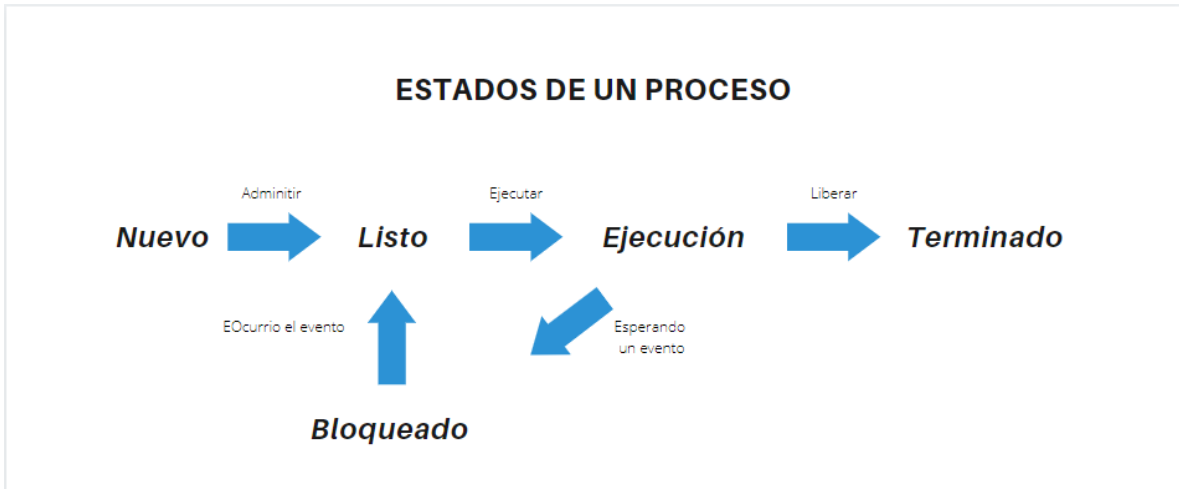 ESTADOS DE UN PROCESO
Adminitir
Ejecutar
Liberar
Nuevo
Listo
Ejecución
Terminado
EOcurrio el evento
Esperando
un evento
Bloqueado